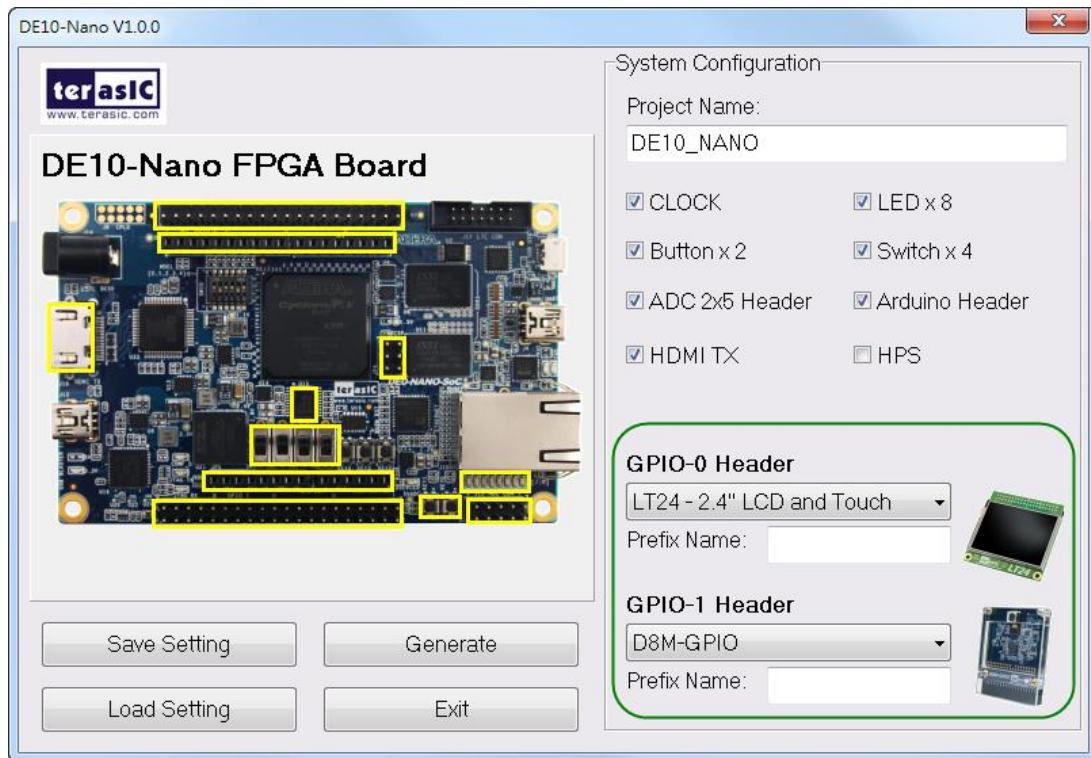 DE10-Nano V1.0.0
terasIC
www.terasic.com
DE10-Nano FPGA Board
Save Setting
Generate
Load Setting
Exit
System Configuration
Project Name:
DE10_NANO
CLOCK
LED x 8
Button x 2
Switch x 4
ADC 2x5 Header
Arduino Header
HDMI TX
HPS
GPIO-0 Header
LT24 - 2.4" LCD and Touch
Prefix Name:
LT24
GPIO-1 Header
D8M-GPIO
Prefix Name: